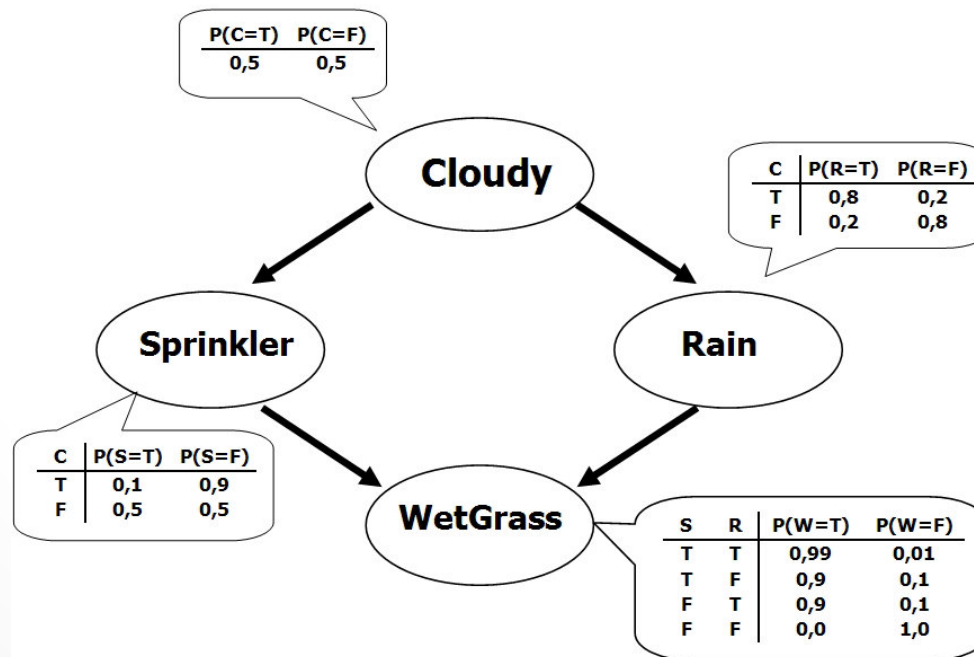 P(C=T) P(C=F)
0,5 0,5
Cloudy
C P(R=T) P(R=F)
T 0,8 0,2
F 0,2 0,8
Sprinkler
Rain
C P(S=T) P(S=F)
T 0,1 0,9
F 0,5 0,5
WetGrass
S R P(W=T) P(W=F)
T T 0,99 0,01
T F 0,9 0,1
F T 0,9 0,1
F F 0,0 1,0